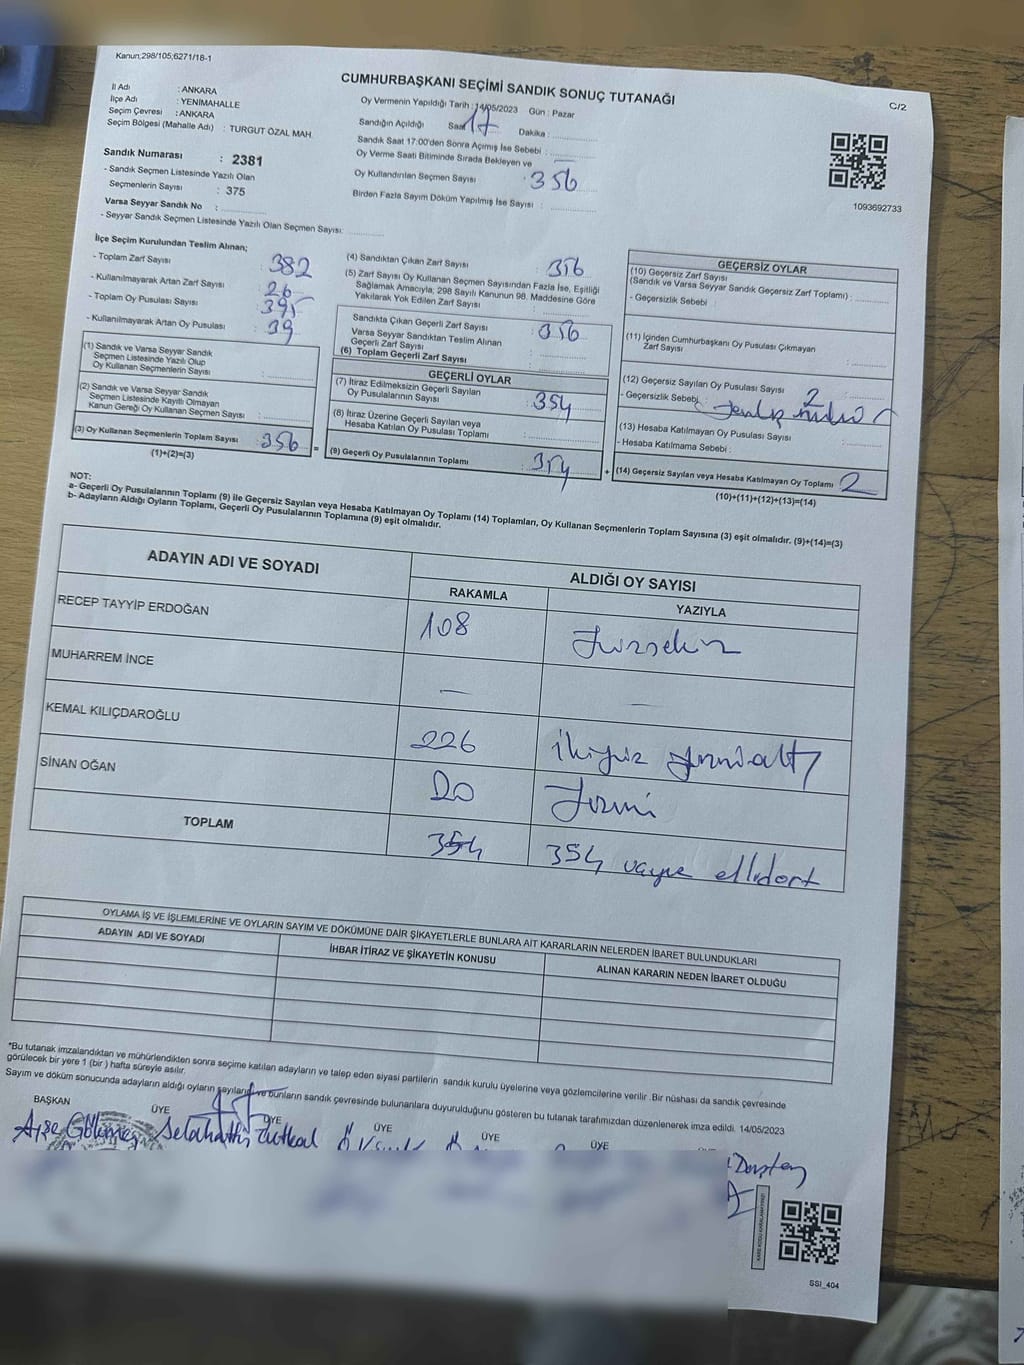 Kanun;298/105;6271/18-1
CUMHURBAŞKANI SEÇİMİ SANDIK SONUÇ TUTANAĞI
C/2
İl Adı : ANKARA
İlçe Adı : YENİMAHALLE
Seçim Çevresi : ANKARA
Seçim Bölgesi (Mahalle Adı) : TURGUT ÖZAL MAH.
Sandık Numarası : 2381
- Sandık Seçmen Listesinde Yazılı Olan
Seçmenlerin Sayısı : 375
Varsa Seyyar Sandık No :
- Seyyar Sandık Seçmen Listesinde Yazılı Olan Seçmen Sayısı:
Oy Vermenin Yapıldığı Tarih : 14/05/2023 Gün : Pazar
Sandığın Açıldığı Saat 17 Dakika :
Sandık Saat 17:00'den Sonra Açımış İse Sebebi :
Oy Verme Saati Bitiminde Sırada Bekleyen ve
Oy Kullandırılan Seçmen Sayısı : 356
Birden Fazla Sayım Döküm Yapılmış İse Sayısı :
1093692733
İlçe Seçim Kurulundan Teslim Alınan;
- Toplam Zarf Sayısı : 382
- Kullanılmayarak Artan Zarf Sayısı : 26
- Toplam Oy Pusulası Sayısı : 395
- Kullanılmayarak Artan Oy Pusulası : 39
(1) Sandık ve Varsa Seyyar Sandık
Seçmen Listesinde Yazılı Olup
Oy Kullanan Seçmenlerin Sayısı :
(2) Sandık ve Varsa Seyyar Sandık
Seçmen Listesinde Kayıtlı Olmayan
Kanun Gereği Oy Kullanan Seçmen Sayısı :
(3) Oy Kullanan Seçmenlerin Toplam Sayısı : 356 =
(1)+(2)=(3)
(4) Sandıktan Çıkan Zarf Sayısı : 356
(5) Zarf Sayısı Oy Kullanan Seçmen Sayısından Fazla İse, Eşitliği
Sağlamak Amacıyla, 298 Sayılı Kanunun 98. Maddesine Göre
Yakılarak Yok Edilen Zarf Sayısı :
Sandıkta Çıkan Geçerli Zarf Sayısı : 356
Varsa Seyyar Sandıktan Teslim Alınan
Geçerli Zarf Sayısı :
(6) Toplam Geçerli Zarf Sayısı :
GEÇERLİ OYLAR
(7) İtiraz Edilmeksizin Geçerli Sayılan
Oy Pusulalarının Sayısı : 354
(8) İtiraz Üzerine Geçerli Sayılan veya
Hesaba Katılan Oy Pusulası Toplamı :
(9) Geçerli Oy Pusulalarının Toplamı : 354 +
GEÇERSİZ OYLAR
(10) Geçersiz Zarf Sayısı
(Sandık ve Varsa Seyyar Sandık Geçersiz Zarf Toplamı) :
- Geçersizlik Sebebi :
(11) İçinden Cumhurbaşkanı Oy Pusulası Çıkmayan
Zarf Sayısı :
(12) Geçersiz Sayılan Oy Pusulası Sayısı : 2
- Geçersizlik Sebebi :
(13) Hesaba Katılmayan Oy Pusulası Sayısı :
- Hesaba Katılmama Sebebi :
(14) Geçersiz Sayılan veya Hesaba Katılmayan Oy Toplamı : 2
(10)+(11)+(12)+(13)=(14)
NOT:
a- Geçerli Oy Pusulalarının Toplamı (9) ile Geçersiz Sayılan veya Hesaba Katılmayan Oy Toplamı (14) Toplamları, Oy Kullanan Seçmenlerin Toplam Sayısına (3) eşit olmalıdır. (9)+(14)=(3)
b- Adayların Aldığı Oyların Toplamı, Geçerli Oy Pusulalarının Toplamına (9) eşit olmalıdır.
ADAYIN ADI VE SOYADI
ALDIĞI OY SAYISI
RAKAMLA
YAZIYLA
RECEP TAYYİP ERDOĞAN 108 Yüzsekiz
MUHARREM İNCE — —
KEMAL KILIÇDAROĞLU 226 ikiyüz yirmialtı
SİNAN OĞAN 20 Yirmi
TOPLAM 354 354 üçyüz ellidört
OYLAMA İŞ VE İŞLEMLERİNE VE OYLARIN SAYIM VE DÖKÜMÜNE DAİR ŞİKAYETLERLE BUNLARA AİT KARARLARIN NELERDEN İBARET BULUNDUKLARI
ADAYIN ADI VE SOYADI
İHBAR İTİRAZ VE ŞİKAYETİN KONUSU
ALINAN KARARIN NEDEN İBARET OLDUĞU
*Bu tutanak imzalandıktan ve mühürlendikten sonra seçime katılan adayların ve talep eden siyasi partilerin sandık kurulu üyelerine veya gözlemcilerine verilir .Bir nüshası da sandık çevresinde
görülecek bir yere 1 (bir ) hafta süreyle asılır.
Sayım ve döküm sonucunda adayların aldığı oyların sayıları ve bunların sandık çevresinde bulunanlara duyurulduğunu gösteren bu tutanak tarafımızdan düzenlenerek imza edildi. 14/05/2023
BAŞKAN ÜYE ÜYE ÜYE ÜYE ÜYE
Ayşe Selahattin
SSI_404